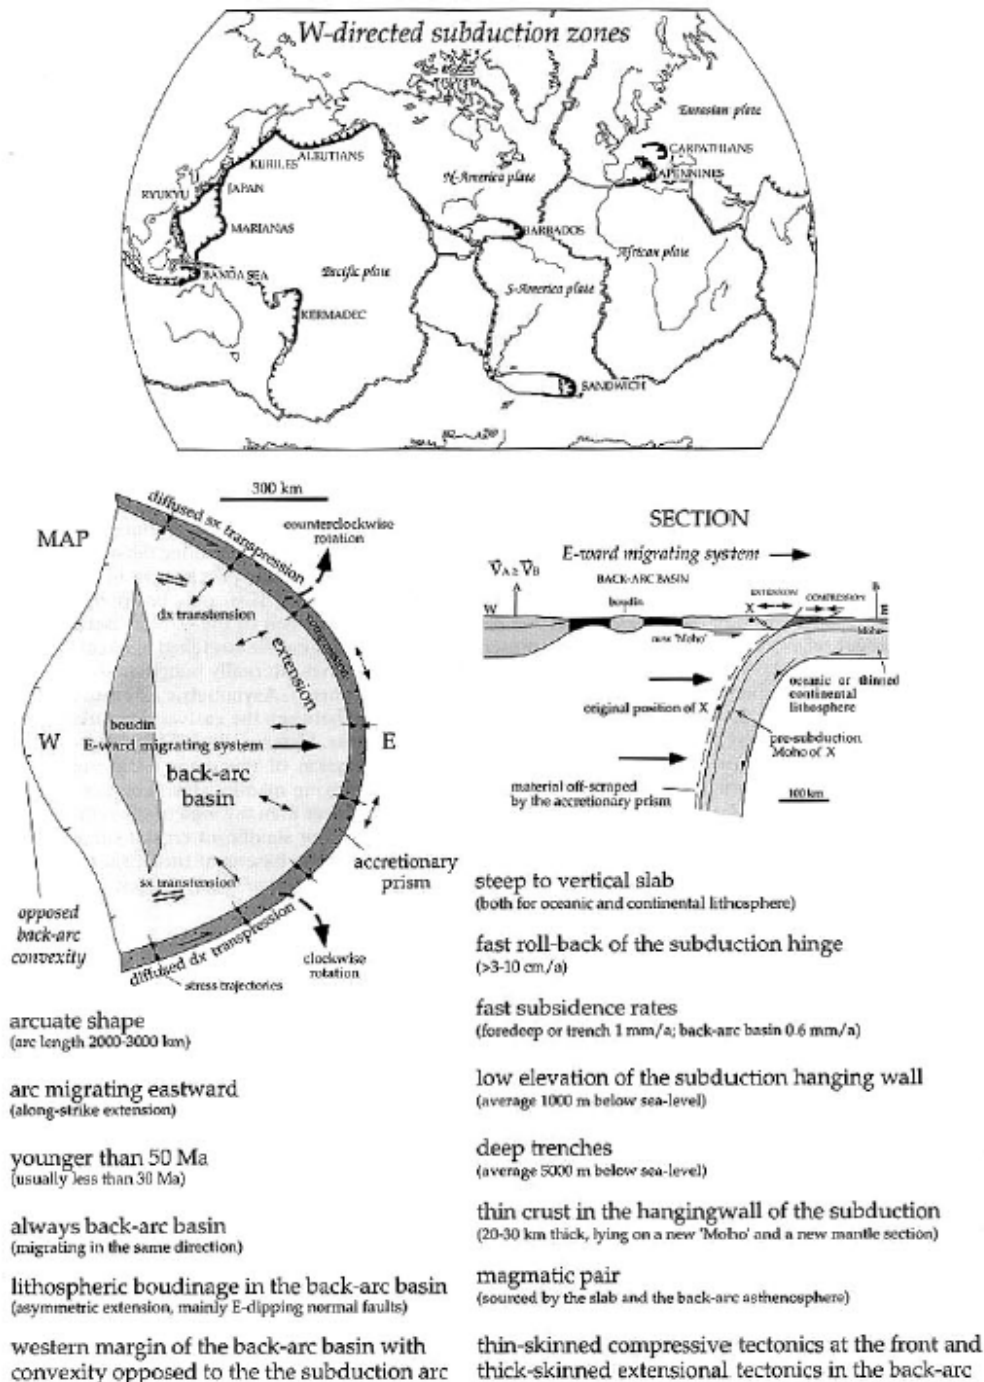 W-directed subduction zones
Eurasian plate
CARPATHIANS
APENNINES
ALEUTIANS
KURILES
N-America plate
RYUKYU
JAPAN
MARIANAS
BARBADOS
African plate
BANDA SEA
Pacific plate
S-America plate
KERMADEC
SANDWICH
300 km
MAP
diffused sx transpression
counterclockwise
rotation
dx transtension
compression
extension
boudin
W
E-ward migrating system
E
back-arc
basin
accretionary
prism
sx transtension
opposed
back-arc
convexity
diffused dx transpression
clockwise
rotation
stress trajectories
SECTION
E-ward migrating system
V̄A ≥ V̄B
BACK-ARC BASIN
A
B
W
E
boudin
X
EXTENSION
COMPRESSION
new 'Moho'
Moho
oceanic or thinned
continental
lithosphere
original position of X
pre-subduction
Moho of X
material off-scraped
by the accretionary prism
100 km
arcuate shape
(arc length 2000-3000 km)
arc migrating eastward
(along-strike extension)
younger than 50 Ma
(usually less than 30 Ma)
always back-arc basin
(migrating in the same direction)
lithospheric boudinage in the back-arc basin
(asymmetric extension, mainly E-dipping normal faults)
western margin of the back-arc basin with
convexity opposed to the the subduction arc
steep to vertical slab
(both for oceanic and continental lithosphere)
fast roll-back of the subduction hinge
(>3-10 cm/a)
fast subsidence rates
(foredeep or trench 1 mm/a; back-arc basin 0.6 mm/a)
low elevation of the subduction hanging wall
(average 1000 m below sea-level)
deep trenches
(average 5000 m below sea-level)
thin crust in the hangingwall of the subduction
(20-30 km thick, lying on a new 'Moho' and a new mantle section)
magmatic pair
(sourced by the slab and the back-arc asthenosphere)
thin-skinned compressive tectonics at the front and
thick-skinned extensional tectonics in the back-arc